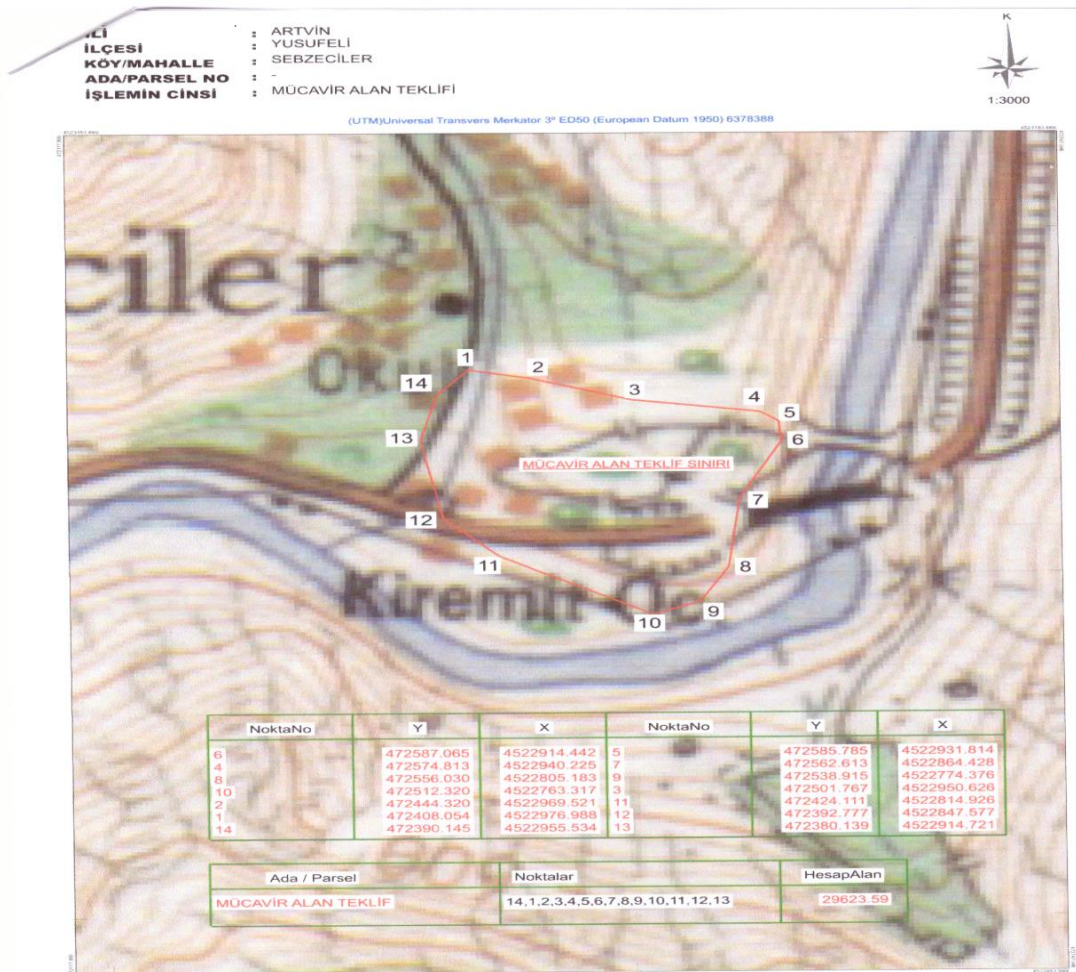 İLİ : ARTVİN
İLÇESİ : YUSUFELİ
KÖY/MAHALLE : SEBZECİLER
ADA/PARSEL NO : -
İŞLEMİN CİNSİ : MÜCAVİR ALAN TEKLİFİ
K
1:3000
(UTM)Universal Transvers Merkator 3º ED50 (European Datum 1950) 6378388
ciler
Okul
1
2
14
3
4
5
13
6
MÜCAVİR ALAN TEKLİF SINIRI
7
12
11
8
Kiremit Oc.
9
10
NoktaNo Y X NoktaNo Y X
6 472587.065 4522914.442 5 472585.785 4522931.814
4 472574.813 4522940.225 7 472562.613 4522864.428
8 472556.030 4522805.183 9 472538.915 4522774.376
10 472512.320 4522763.317 3 472501.767 4522950.626
2 472444.320 4522969.521 11 472424.111 4522814.926
1 472408.054 4522976.988 12 472392.777 4522847.577
14 472390.145 4522955.534 13 472380.139 4522914.721
Ada / Parsel Noktalar HesapAlan
MÜCAVİR ALAN TEKLİF 14,1,2,3,4,5,6,7,8,9,10,11,12,13 29623.59